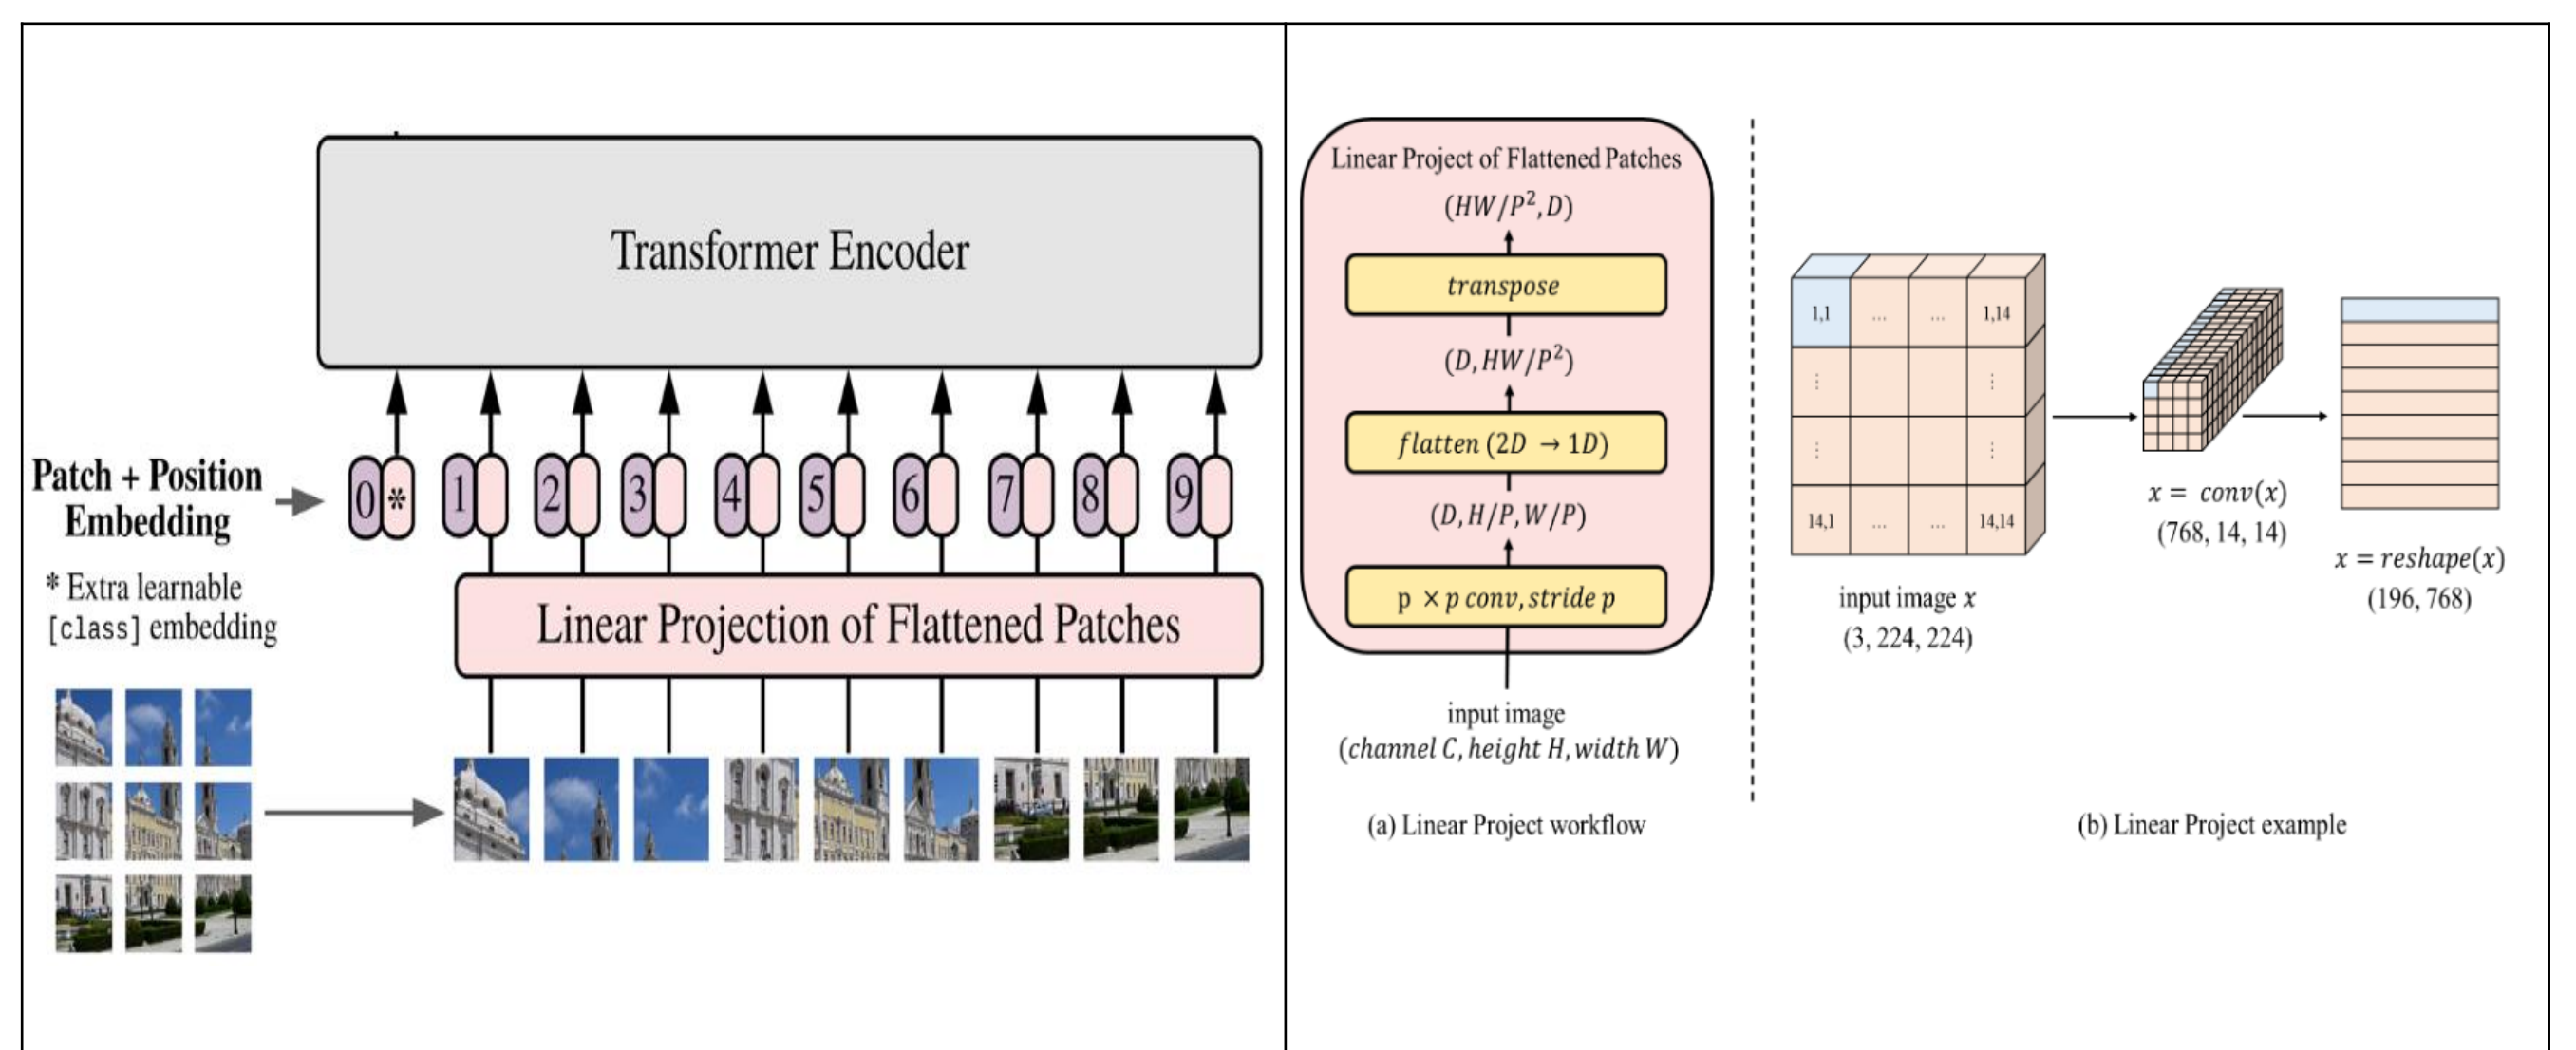 Transformer Encoder
Patch + Position
Embedding
0 * 1 2 3 4 5 6 7 8 9
* Extra learnable
[class] embedding
Linear Projection of Flattened Patches
Linear Project of Flattened Patches
(HW/P², D)
transpose
(D, HW/P²)
flatten (2D → 1D)
(D, H/P, W/P)
p × p conv, stride p
input image
(channel C, height H, width W)
(a) Linear Project workflow
1,1 ... ... 1,14
⋮ ⋮
⋮ ⋮
14,1 ... ... 14,14
input image x
(3, 224, 224)
x = conv(x)
(768, 14, 14)
x = reshape(x)
(196, 768)
(b) Linear Project example